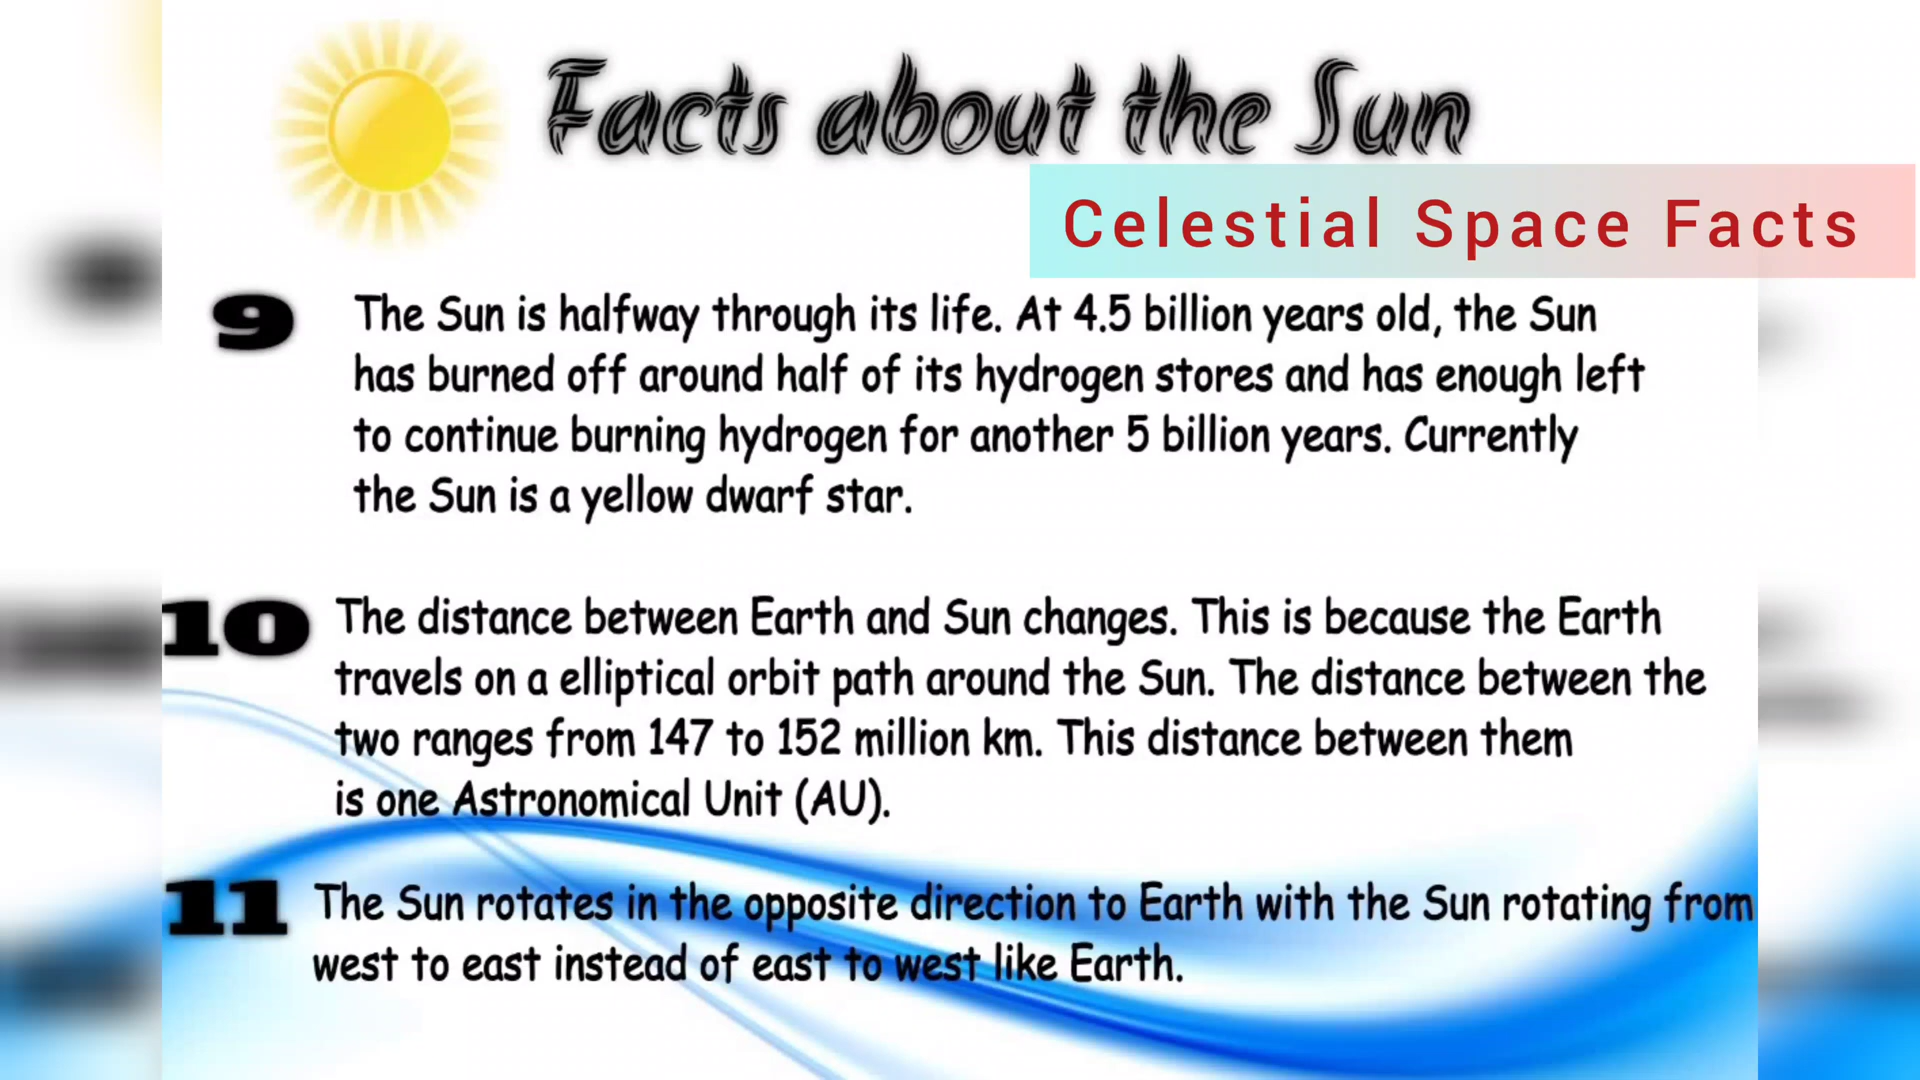 Facts about the Sun
Celestial Space Facts
9 The Sun is halfway through its life. At 4.5 billion years old, the Sun
has burned off around half of its hydrogen stores and has enough left
to continue burning hydrogen for another 5 billion years. Currently
the Sun is a yellow dwarf star.
10 The distance between Earth and Sun changes. This is because the Earth
travels on a elliptical orbit path around the Sun. The distance between the
two ranges from 147 to 152 million km. This distance between them
is one Astronomical Unit (AU).
11 The Sun rotates in the opposite direction to Earth with the Sun rotating from
west to east instead of east to west like Earth.